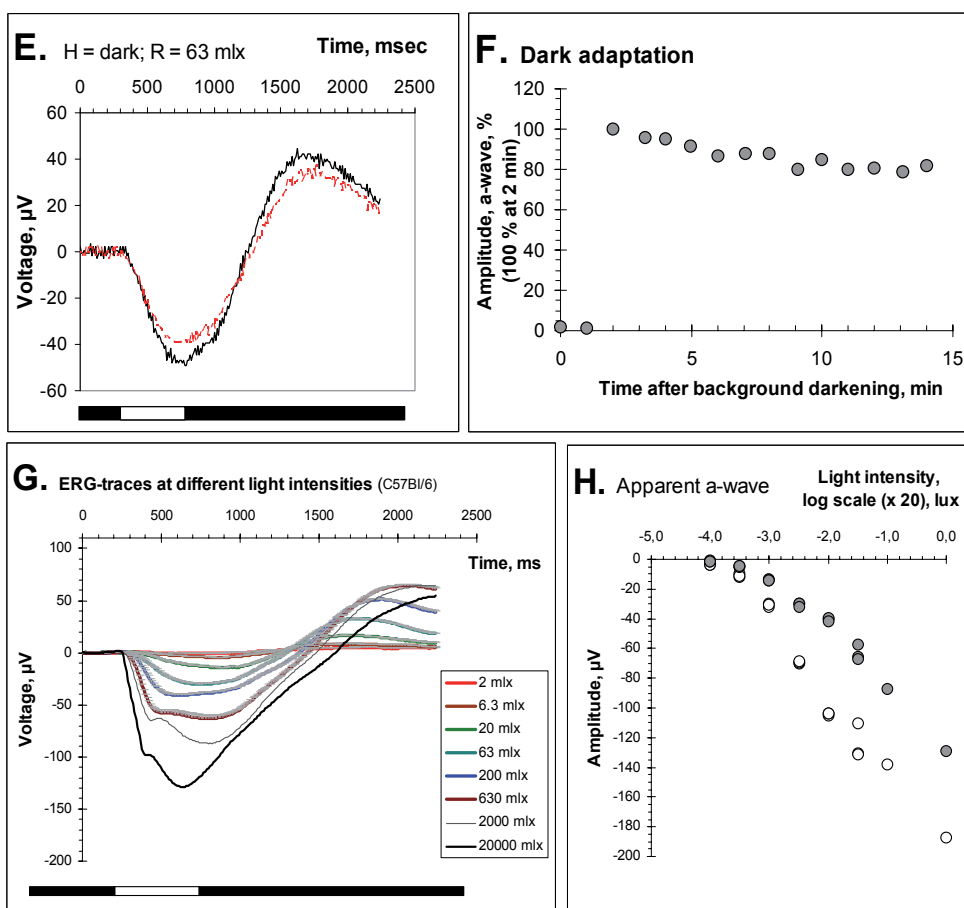 E. H = dark; R = 63 mlx
Time, msec
0 500 1000 1500 2000 2500
60
40
20
0
-20
-40
-60
Voltage, µV
F. Dark adaptation
120
100
80
60
40
20
0
Amplitude, a-wave, %
(100 % at 2 min)
0 5 10 15
Time after background darkening, min
G. ERG-traces at different light intensities (C57Bl/6)
0 500 1000 1500 2000 2500
Time, ms
100
50
0
-50
-100
-150
-200
Voltage, µV
2 mlx
6.3 mlx
20 mlx
63 mlx
200 mlx
630 mlx
2000 mlx
20000 mlx
H. Apparent a-wave
Light intensity,
log scale (x 20), lux
-5,0 -4,0 -3,0 -2,0 -1,0 0,0
0
-20
-40
-60
-80
-100
-120
-140
-160
-180
-200
Amplitude, µV